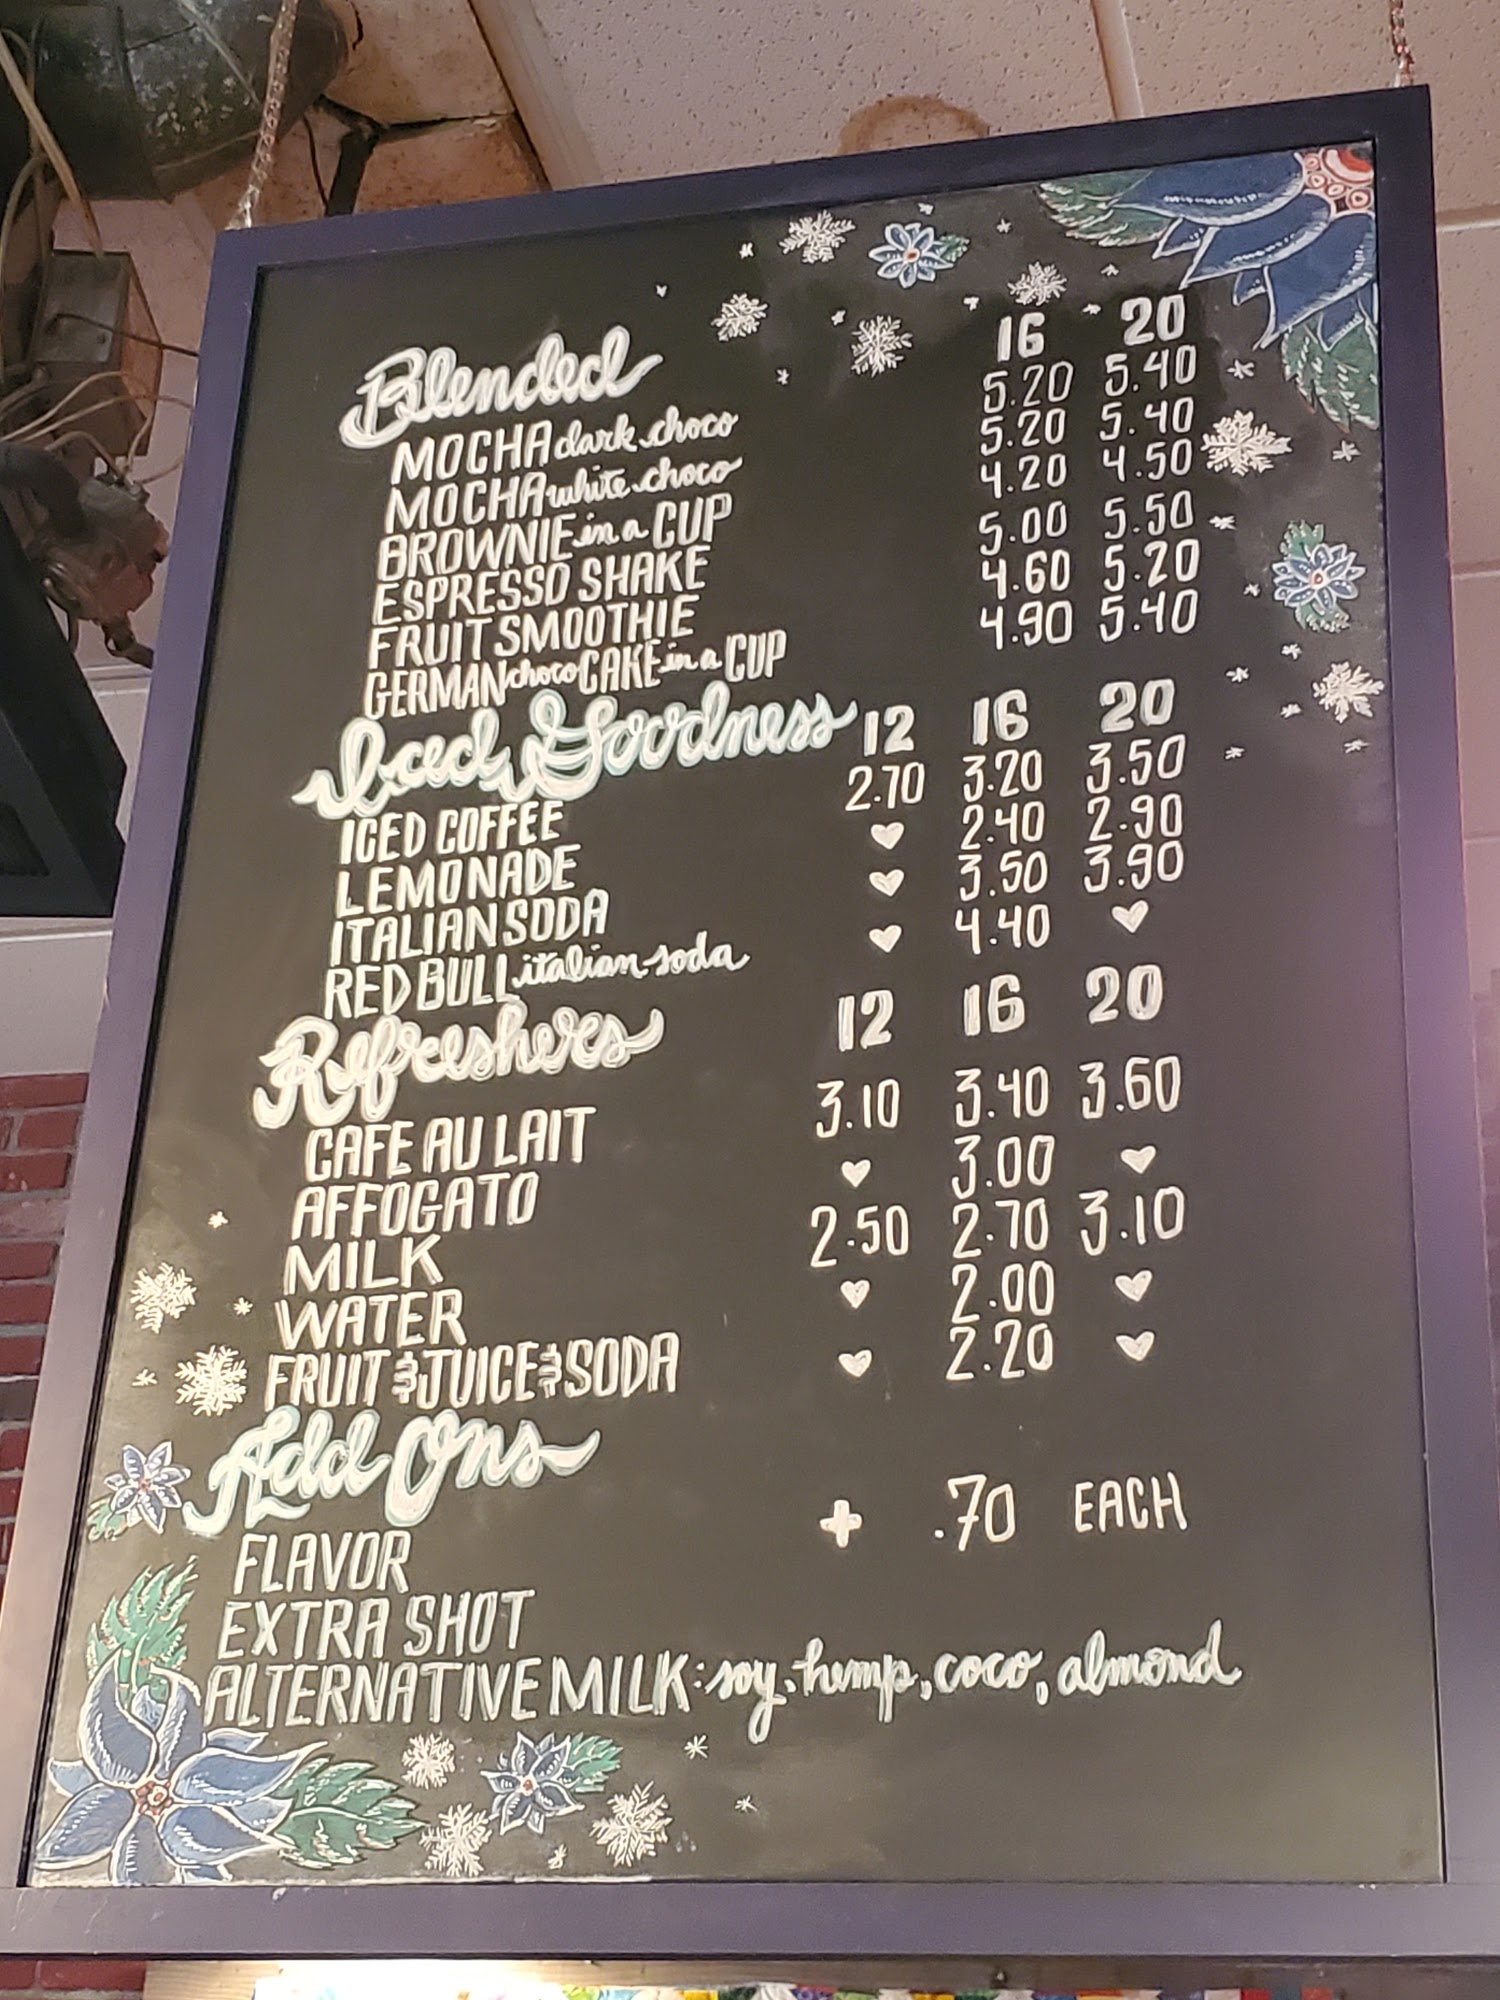 Blended 16 20
MOCHA dark choco 5.20 5.40
MOCHA white choco 5.20 5.40
BROWNIE in a CUP 4.20 4.50
ESPRESSO SHAKE 5.00 5.50
FRUIT SMOOTHIE 4.60 5.20
GERMAN choco CAKE in a CUP 4.90 5.40
Iced Goodness 12 16 20
ICED COFFEE 2.70 3.20 3.50
LEMONADE ♥ 2.40 2.90
ITALIAN SODA ♥ 3.50 3.90
RED BULL italian soda ♥ 4.40 ♥
Refreshers 12 16 20
CAFE AU LAIT 3.10 3.40 3.60
AFFOGATO ♥ 3.00 ♥
MILK 2.50 2.70 3.10
WATER ♥ 2.00 ♥
FRUIT & JUICE & SODA ♥ 2.20 ♥
Add Ons
FLAVOR + .70 EACH
EXTRA SHOT
ALTERNATIVE MILK: soy, hemp, coco, almond